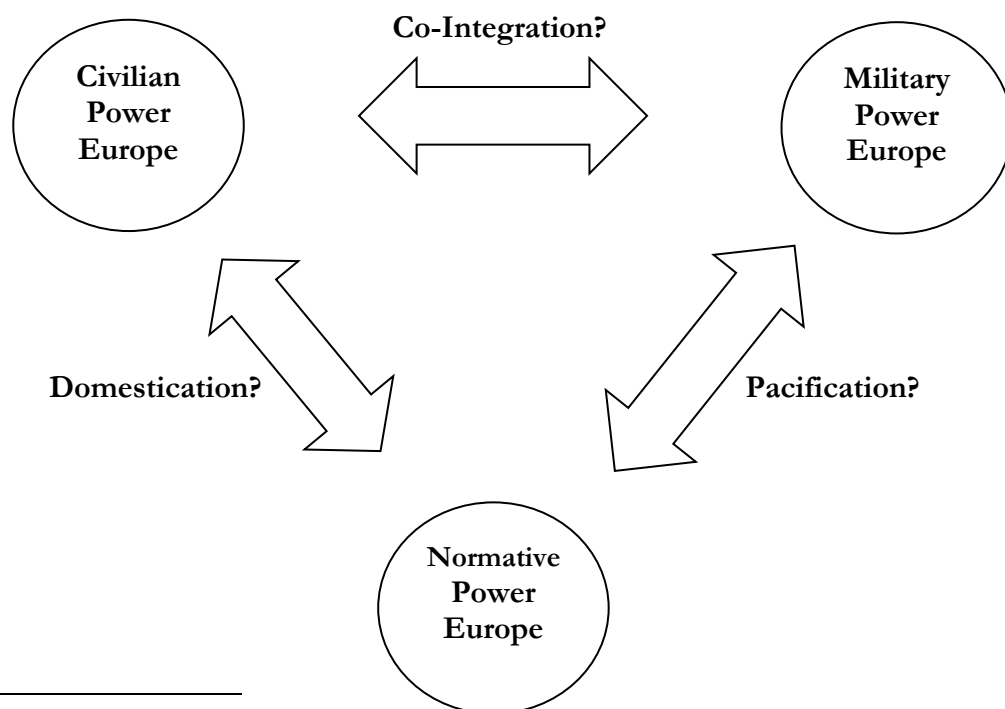 Co-Integration?
Civilian
Power
Europe
Military
Power
Europe
Domestication?
Pacification?
Normative
Power
Europe